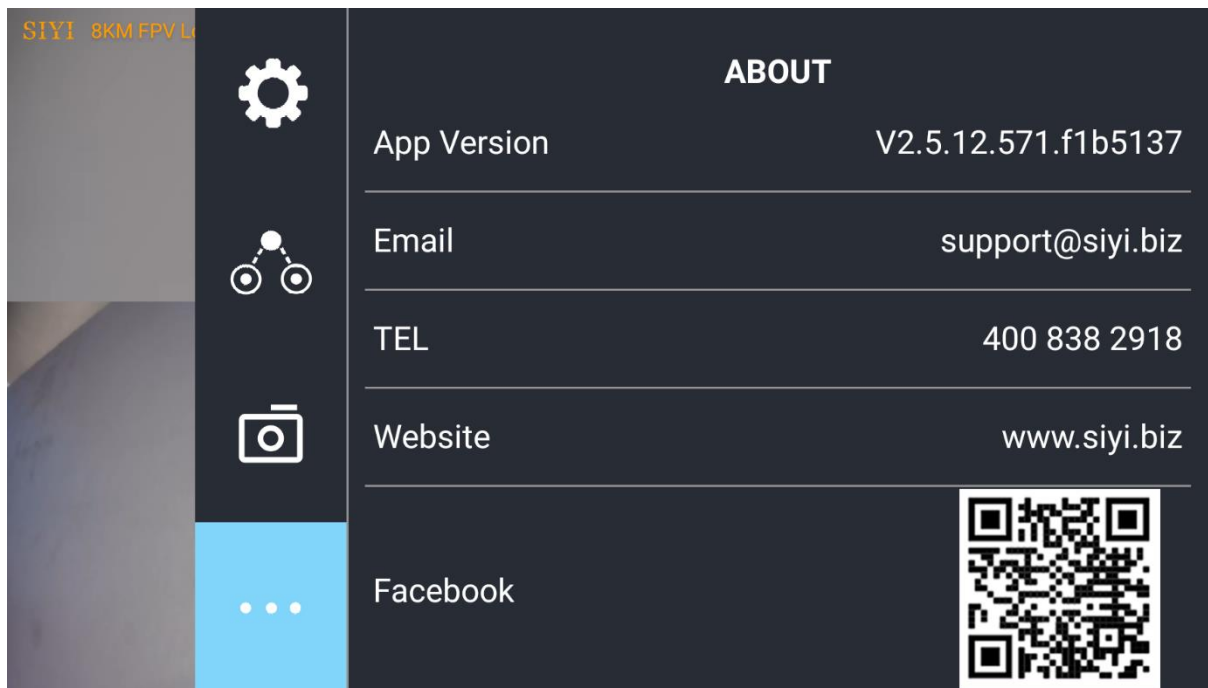 SIYI 8KM FPV
ABOUT
App Version V2.5.12.571.f1b5137
Email support@siyi.biz
TEL 400 838 2918
Website www.siyi.biz
Facebook